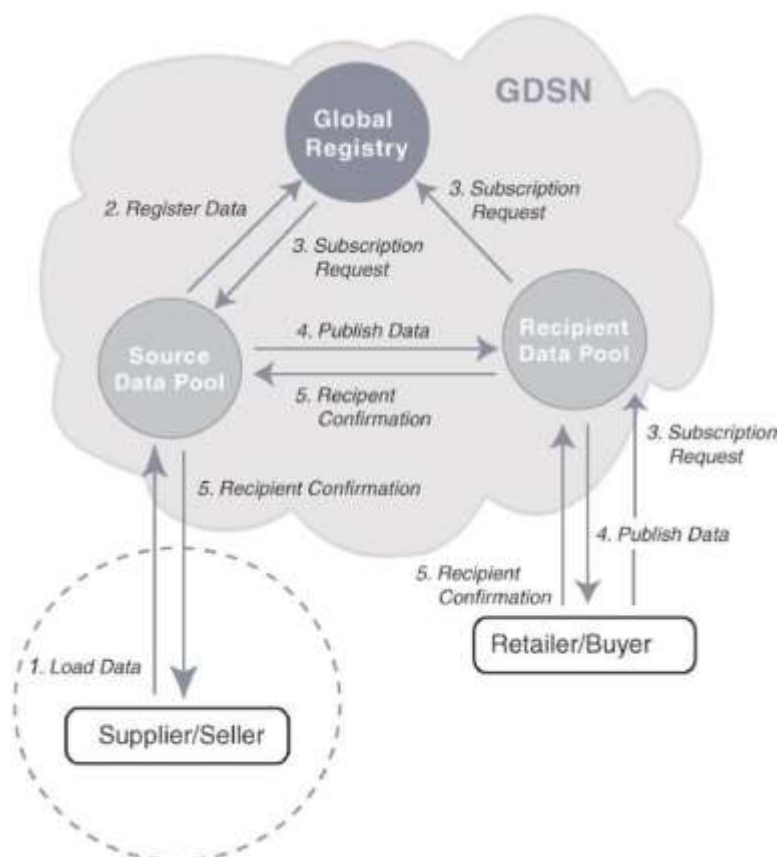 GDSN
Global
Registry
2. Register Data
3. Subscription
Request
3. Subscription
Request
Source
Data Pool
4. Publish Data
5. Recipent
Confirmation
Recipient
Data Pool
5. Recipient Confirmation
3. Subscription
Request
4. Publish Data
5. Recipient
Confirmation
1. Load Data
Supplier/Seller
Retailer/Buyer